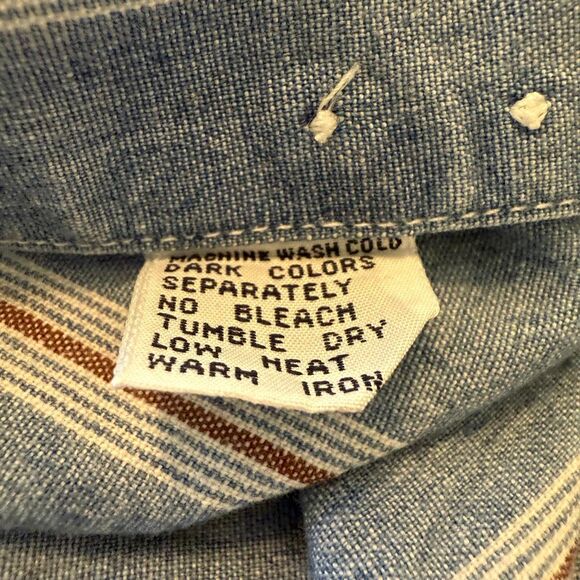 MACHINE WASH COLD
DARK COLORS
SEPARATELY
NO BLEACH
TUMBLE DRY
LOW HEAT
WARM IRON